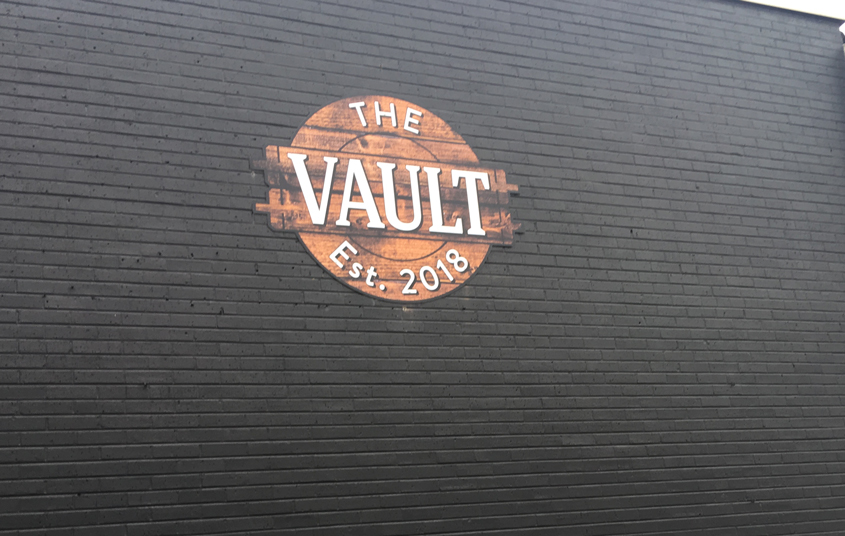 THE
VAULT
Est. 2018